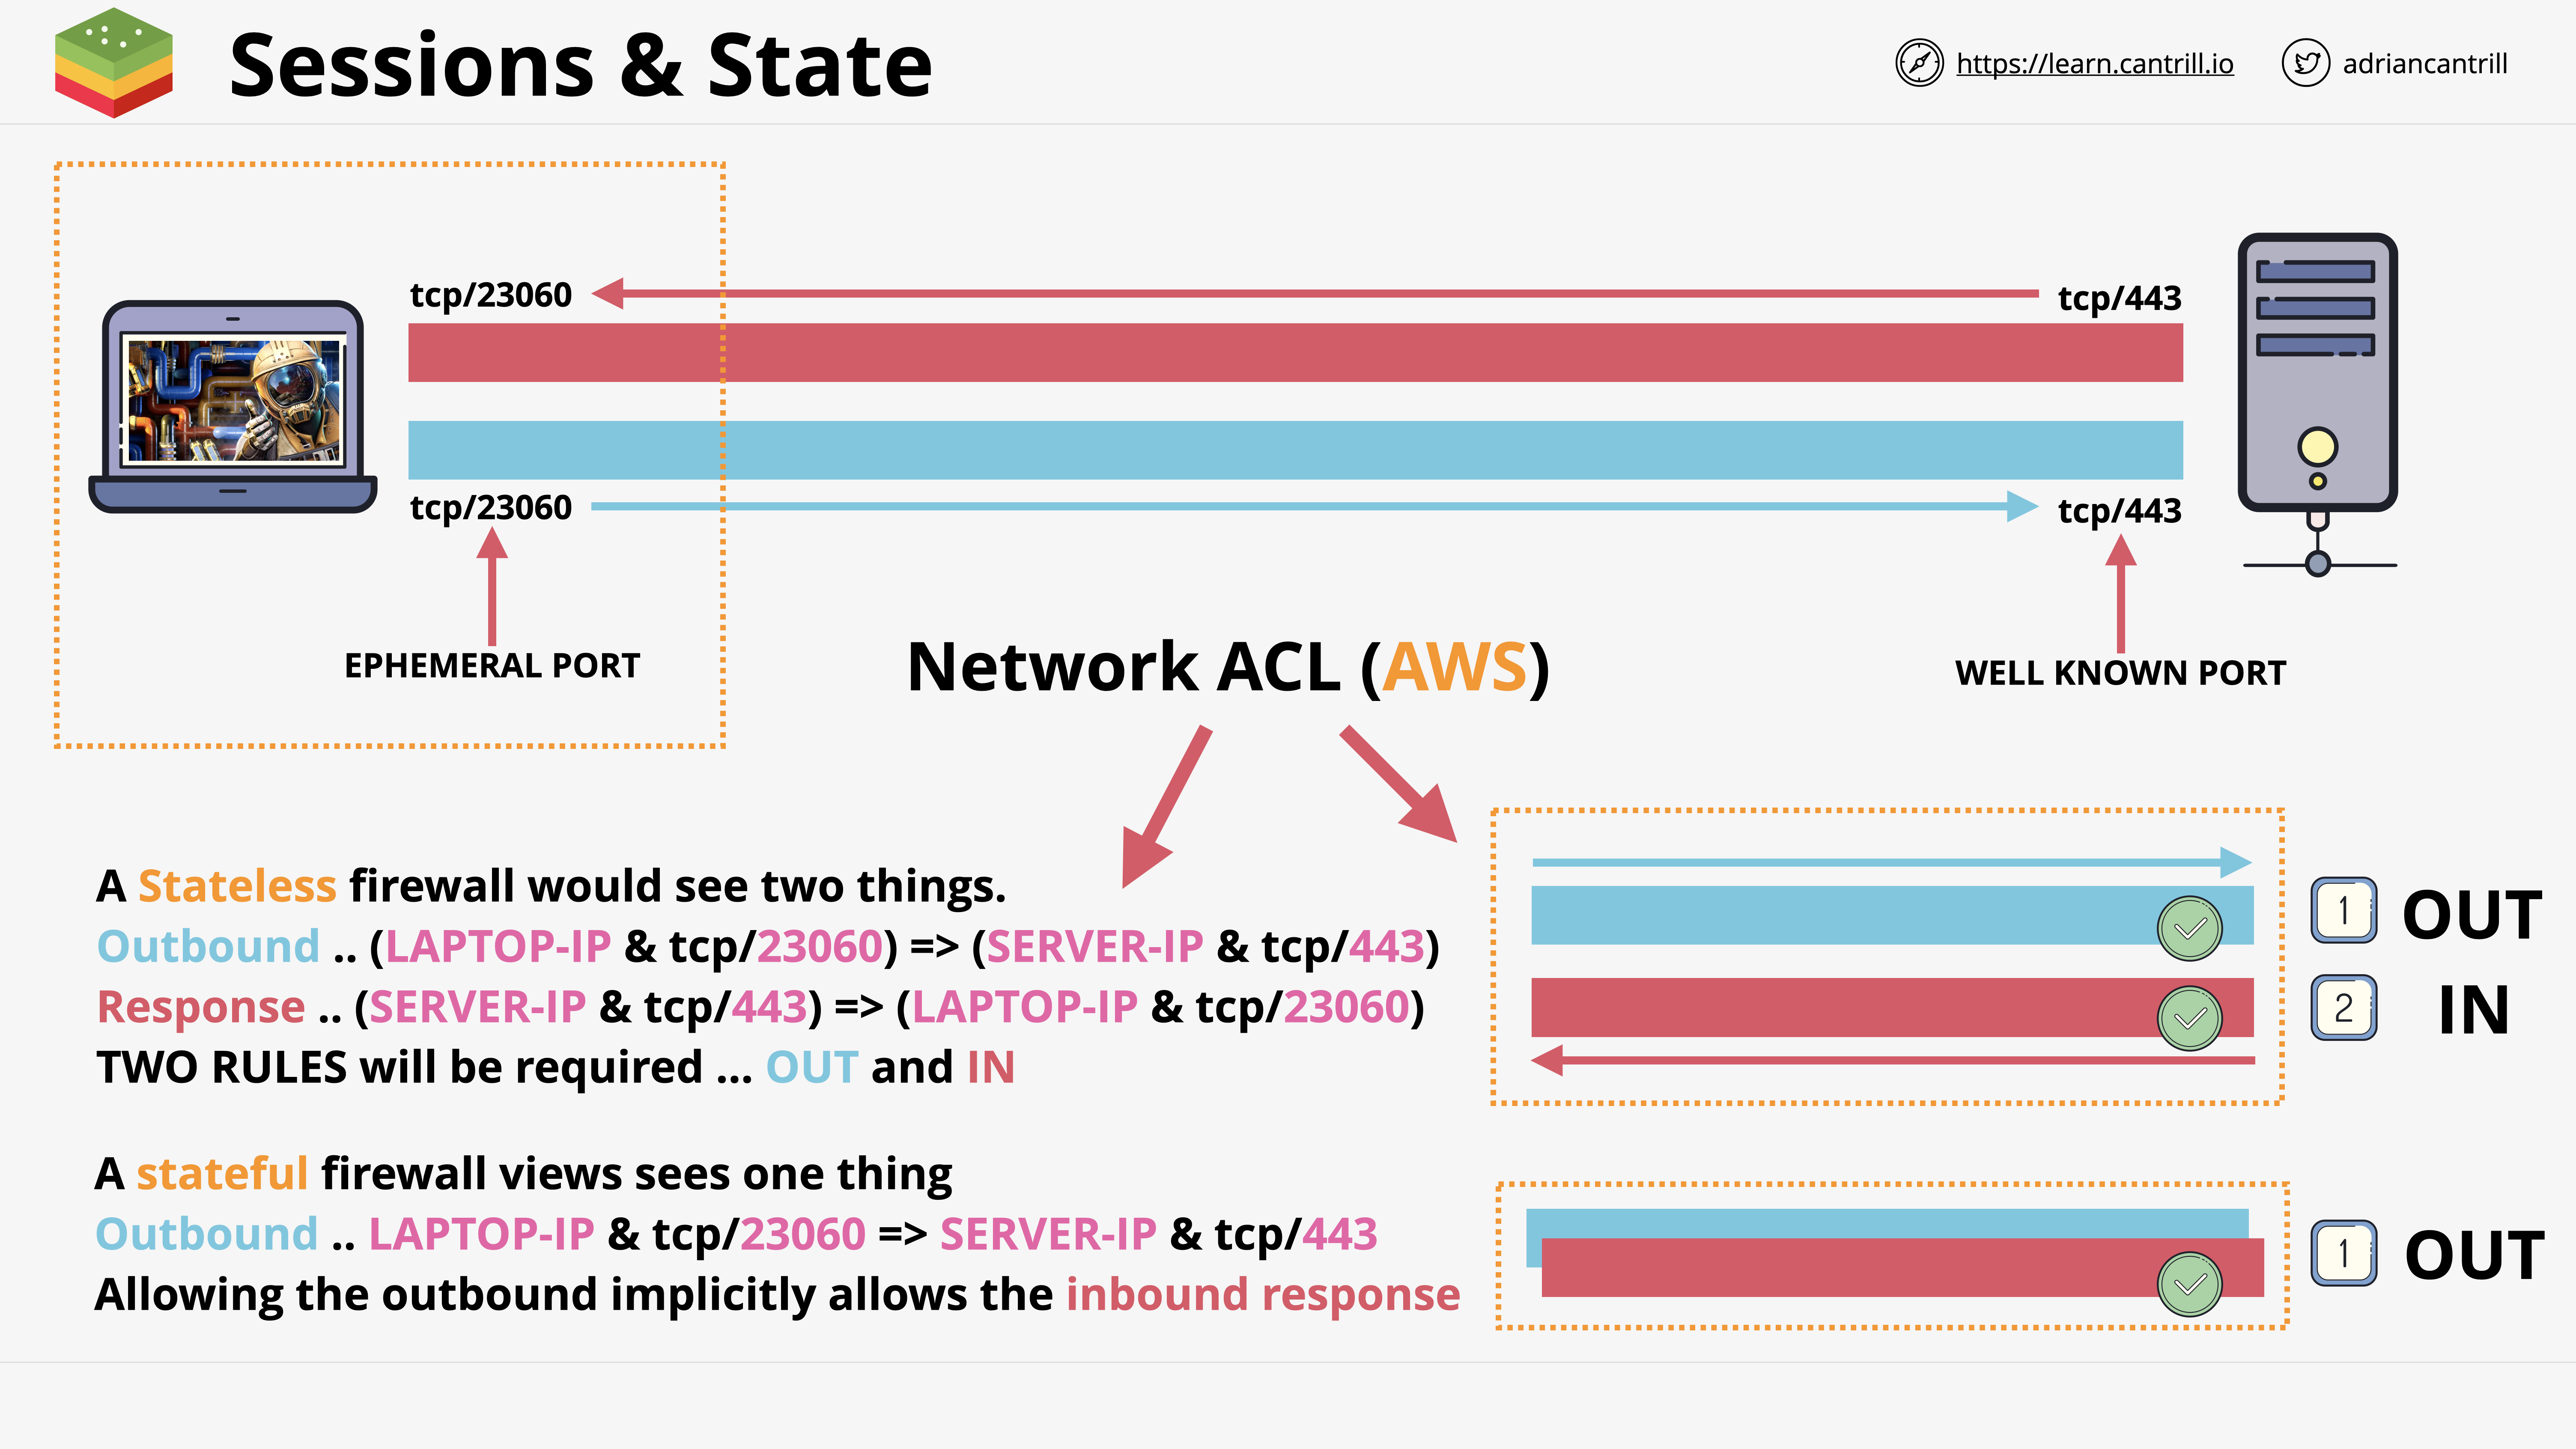 Sessions & State
https://learn.cantrill.io
adriancantrill
tcp/23060
tcp/443
tcp/23060
tcp/443
EPHEMERAL PORT
WELL KNOWN PORT
Network ACL (AWS)
A Stateless firewall would see two things.
Outbound .. (LAPTOP-IP & tcp/23060) => (SERVER-IP & tcp/443)
Response .. (SERVER-IP & tcp/443) => (LAPTOP-IP & tcp/23060)
TWO RULES will be required ... OUT and IN
1 OUT
2 IN
A stateful firewall views sees one thing
Outbound .. LAPTOP-IP & tcp/23060 => SERVER-IP & tcp/443
Allowing the outbound implicitly allows the inbound response
1 OUT